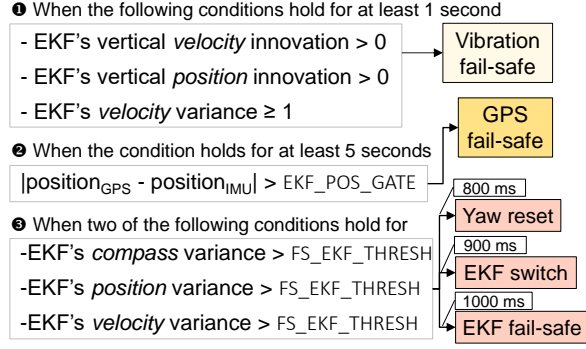 ❶ When the following conditions hold for at least 1 second
- EKF's vertical velocity innovation > 0
- EKF's vertical position innovation > 0
- EKF's velocity variance ≥ 1
Vibration
fail-safe
❷ When the condition holds for at least 5 seconds
|position_GPS - position_IMU| > EKF_POS_GATE
GPS
fail-safe
❸ When two of the following conditions hold for
-EKF's compass variance > FS_EKF_THRESH
-EKF's position variance > FS_EKF_THRESH
-EKF's velocity variance > FS_EKF_THRESH
800 ms
Yaw reset
900 ms
EKF switch
1000 ms
EKF fail-safe